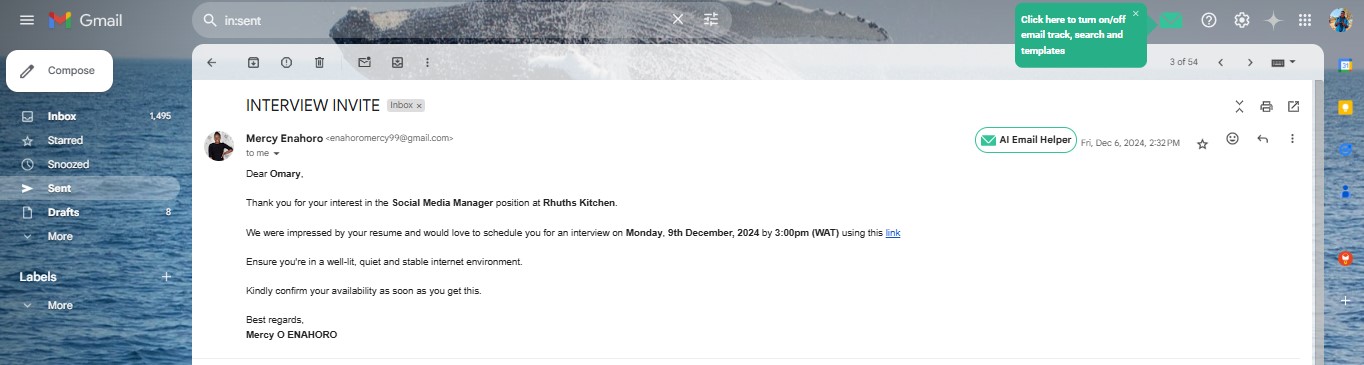 Gmail
in:sent
Click here to turn on/off
email track, search and
templates
Compose
3 of 54
Inbox 1,495
Starred
Snoozed
Sent
Drafts 8
More
Labels
More
INTERVIEW INVITE Inbox x
Mercy Enahoro <enahoromercy99@gmail.com>
to me
AI Email Helper
Fri, Dec 6, 2024, 2:32 PM
Dear Omary,
Thank you for your interest in the Social Media Manager position at Rhuths Kitchen.
We were impressed by your resume and would love to schedule you for an interview on Monday, 9th December, 2024 by 3:00pm (WAT) using this link
Ensure you're in a well-lit, quiet and stable internet environment.
Kindly confirm your availability as soon as you get this.
Best regards,
Mercy O ENAHORO